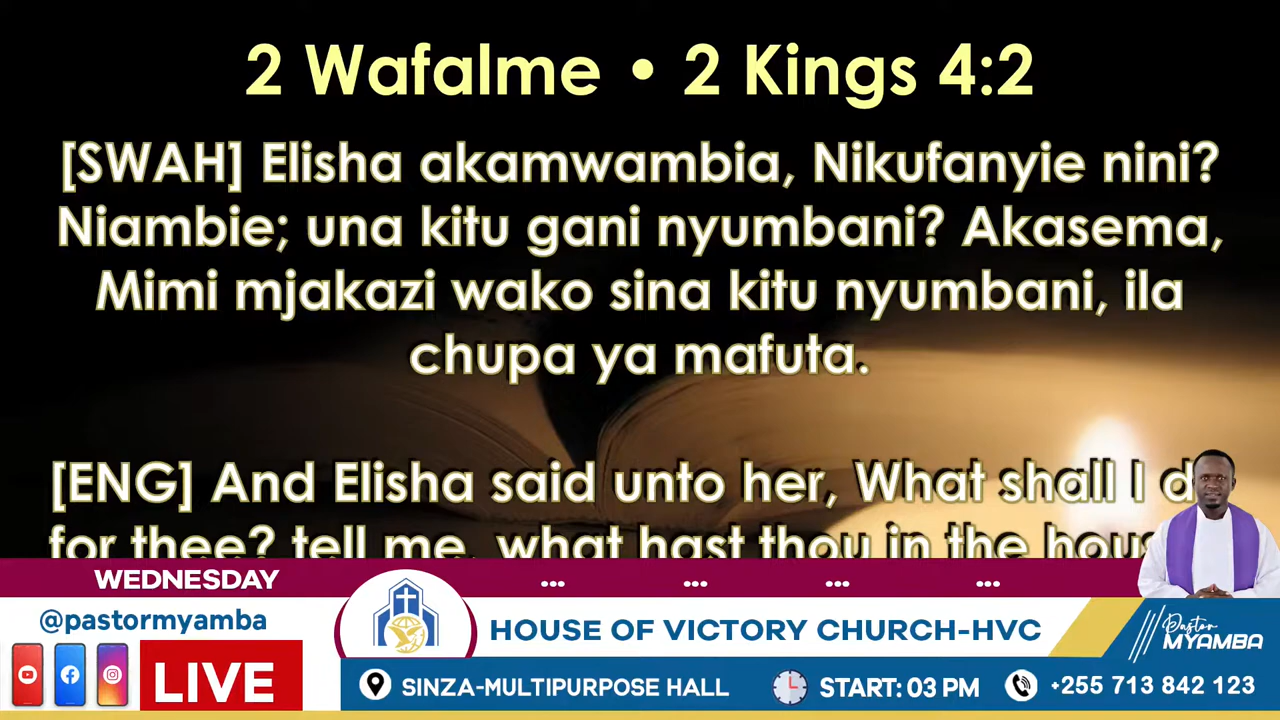 2 Wafalme • 2 Kings 4:2
[SWAH] Elisha akamwambia, Nikufanyie nini?
Niambie; una kitu gani nyumbani? Akasema,
Mimi mjakazi wako sina kitu nyumbani, ila
chupa ya mafuta.
[ENG] And Elisha said unto her, What shall I d
for thee? tell me, what hast thou in the hous
WEDNESDAY ... ... ... ...
@pastormyamba
LIVE
HOUSE OF VICTORY CHURCH-HVC
Pastor
MYAMBA
SINZA-MULTIPURPOSE HALL START: 03 PM +255 713 842 123